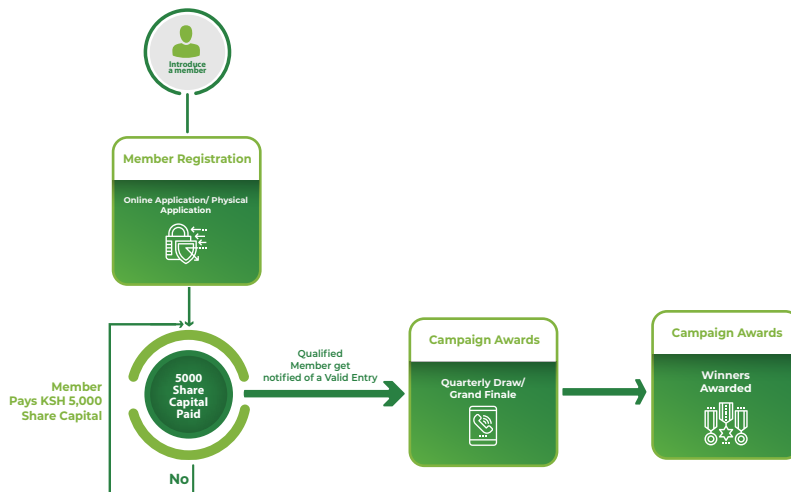 Introduce
a member
Member Registration
Online Application/ Physical
Application
Member
Pays KSH 5,000
Share Capital
5000
Share
Capital
Paid
No
Qualified
Member get
notified of a Valid Entry
Campaign Awards
Quarterly Draw/
Grand Finale
Campaign Awards
Winners
Awarded